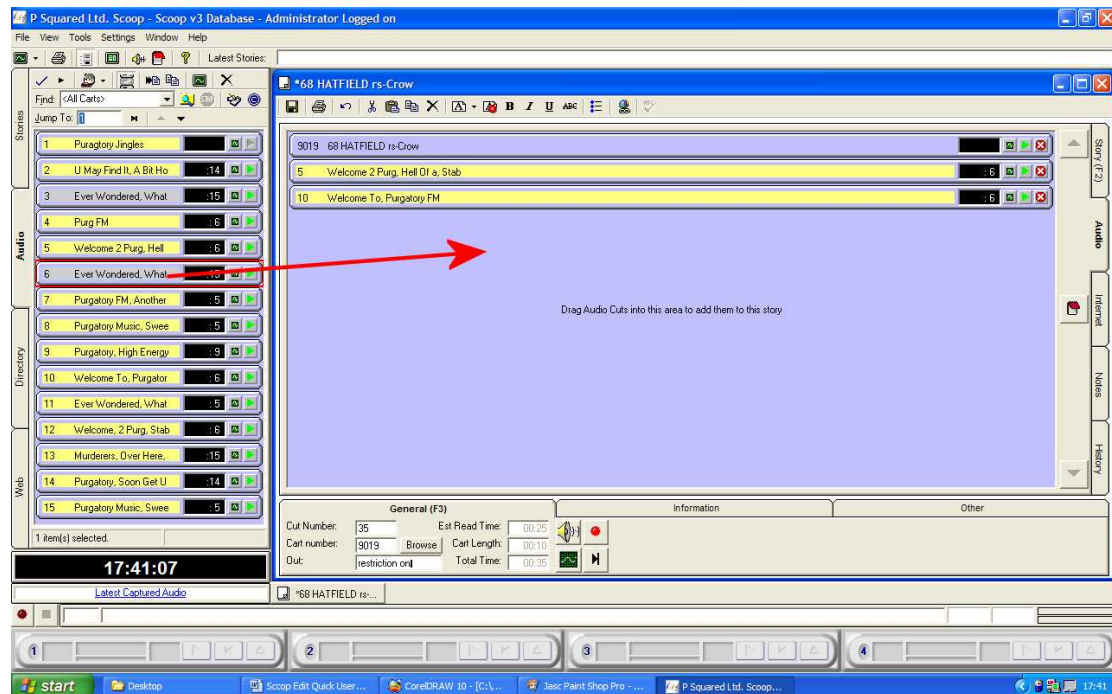 P Squared Ltd. Scoop - Scoop v3 Database - Administrator Logged on
File View Tools Settings Window Help
Latest Stories:
Stories
Audio
Directory
Web
Find: <All Carts>
Jump To: 1
1 Puragtory Jingles
2 U May Find It, A Bit Ho :14
3 Ever Wondered, What :15
4 Purg FM :6
5 Welcome 2 Purg, Hell :6
6 Ever Wondered, What :15
7 Purgatory FM, Another :5
8 Purgatory Music, Swee :5
9 Purgatory, High Energy :9
10 Welcome To, Purgator :6
11 Ever Wondered, What :5
12 Welcome, 2 Purg, Stab :6
13 Murderers, Over Here, :15
14 Purgatory, Soon Get U :14
15 Purgatory Music, Swee :5
1 item(s) selected.
17:41:07
Latest Captured Audio
*68 HATFIELD rs-Crow
B I U ABC
9019 68 HATFIELD rs-Crow
5 Welcome 2 Purg, Hell Of a, Stab :6
10 Welcome To, Purgatory FM :6
Drag Audio Cuts into this area to add them to this story
Story (F2)
Audio
Internet
Notes
History
General (F3) Information Other
Cut Number: 35 Est Read Time: 00:25
Cart number: 9019 Browse Cart Length: 00:10
Out: restriction onl Total Time: 00:35
*68 HATFIELD rs-...
1 2 3 4
start Desktop Sccop Edit Quick User... CorelDRAW 10 - [C:\... Jasc Paint Shop Pro - ... P Squared Ltd. Scoop... 17:41